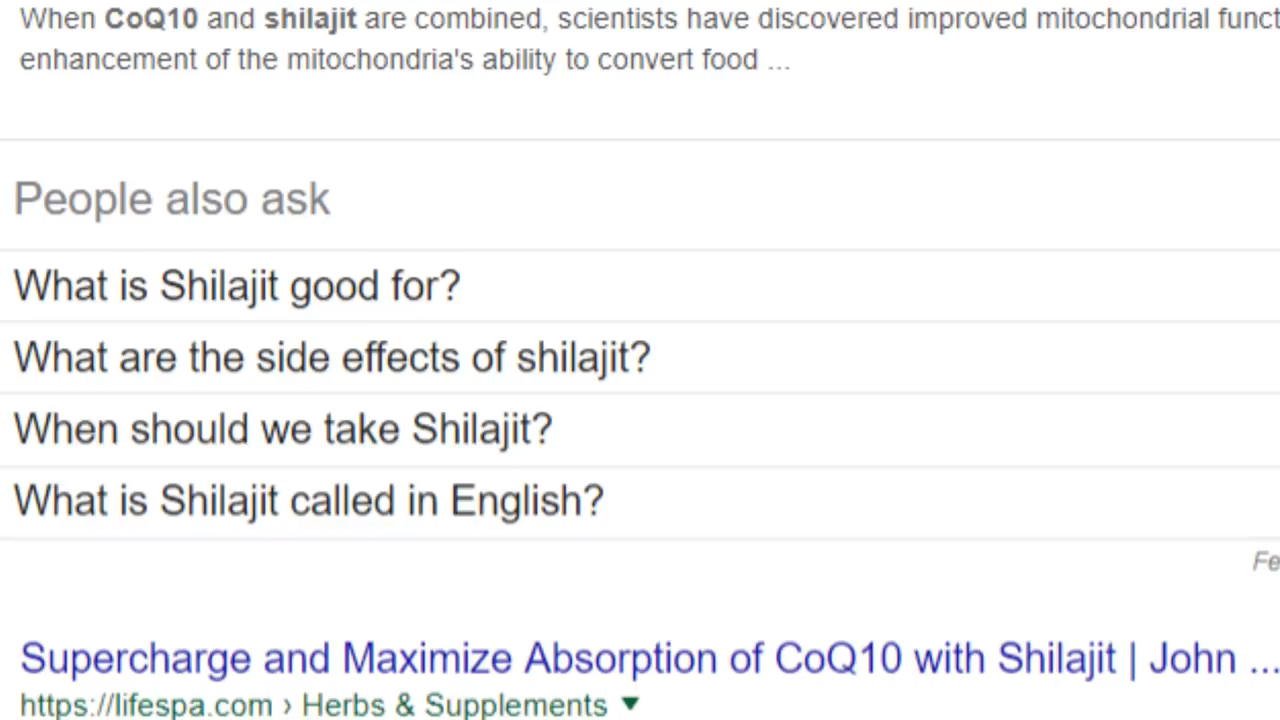 When CoQ10 and shilajit are combined, scientists have discovered improved mitochondrial funct
enhancement of the mitochondria's ability to convert food ...
People also ask
What is Shilajit good for?
What are the side effects of shilajit?
When should we take Shilajit?
What is Shilajit called in English?
Fe
Supercharge and Maximize Absorption of CoQ10 with Shilajit | John ...
https://lifespa.com › Herbs & Supplements ▼